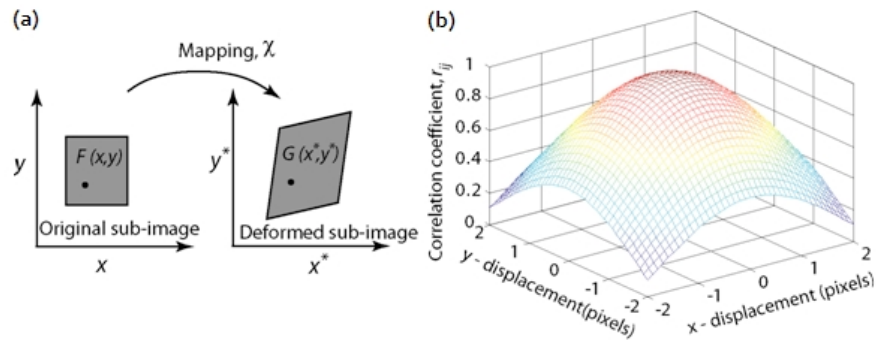 (a)
Mapping, χ
y
F (x,y)
Original sub-image
x
y*
G (x*,y*)
Deformed sub-image
x*
(b)
Correlation coefficient, rij
1
0.8
0.6
0.4
0.2
0
2
1
0
-1
-2
y - displacement(pixels)
-2
-1
0
1
2
x - displacement (pixels)